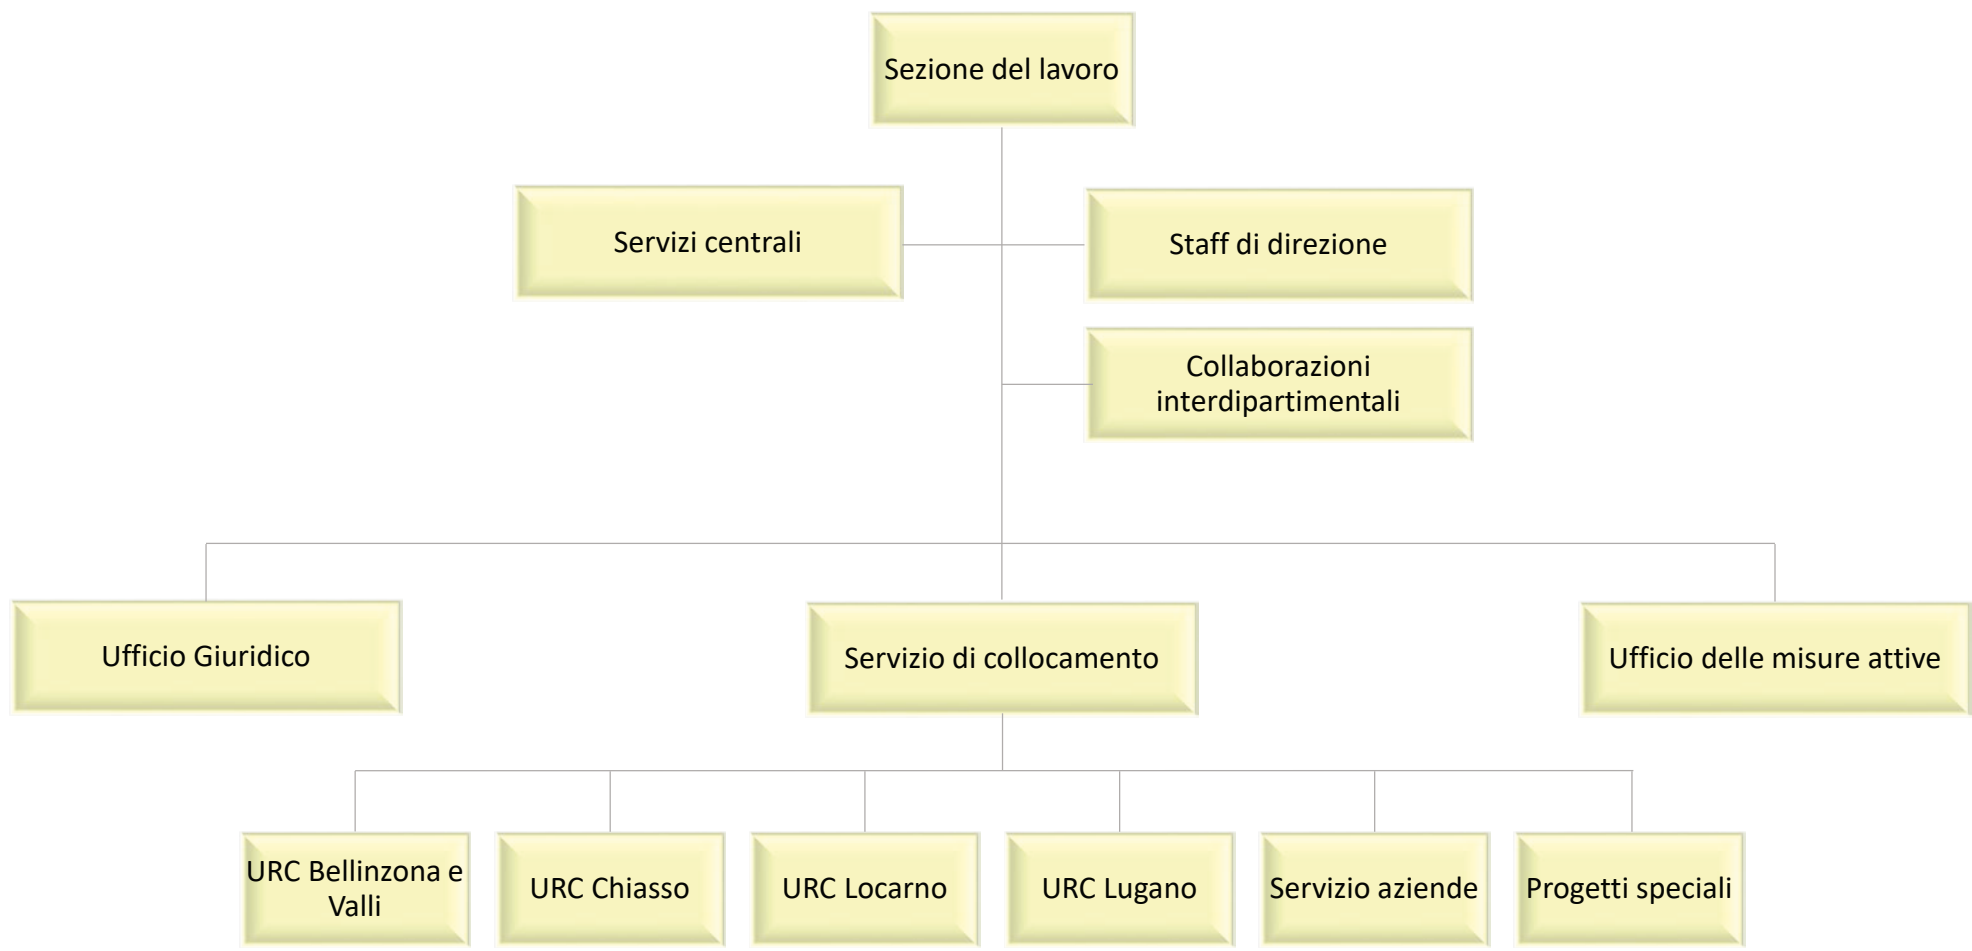 Sezione del lavoro
Servizi centrali
Staff di direzione
Collaborazioni
interdipartimentali
Ufficio Giuridico
Servizio di collocamento
Ufficio delle misure attive
URC Bellinzona e
Valli
URC Chiasso
URC Locarno
URC Lugano
Servizio aziende
Progetti speciali